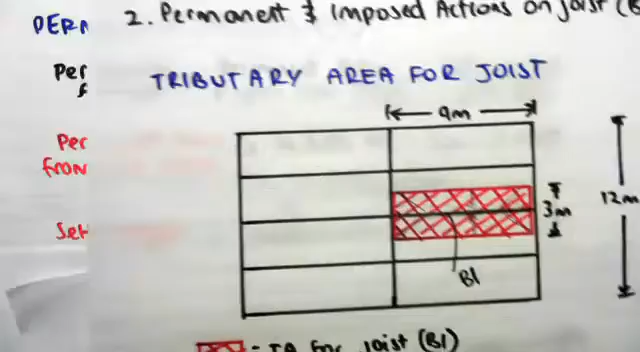 2. Permanent & Imposed Actions on joist (B
PERM
Per
f
TRIBUTARY AREA FOR JOIST
9m
Per
from
3m
12m
Set
B1
- TA for joist (B1)